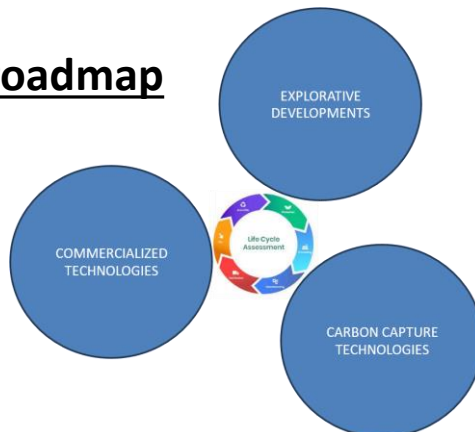 oadmap
EXPLORATIVE
DEVELOPMENTS
COMMERCIALIZED
TECHNOLOGIES
Life Cycle
Assessment
CARBON CAPTURE
TECHNOLOGIES